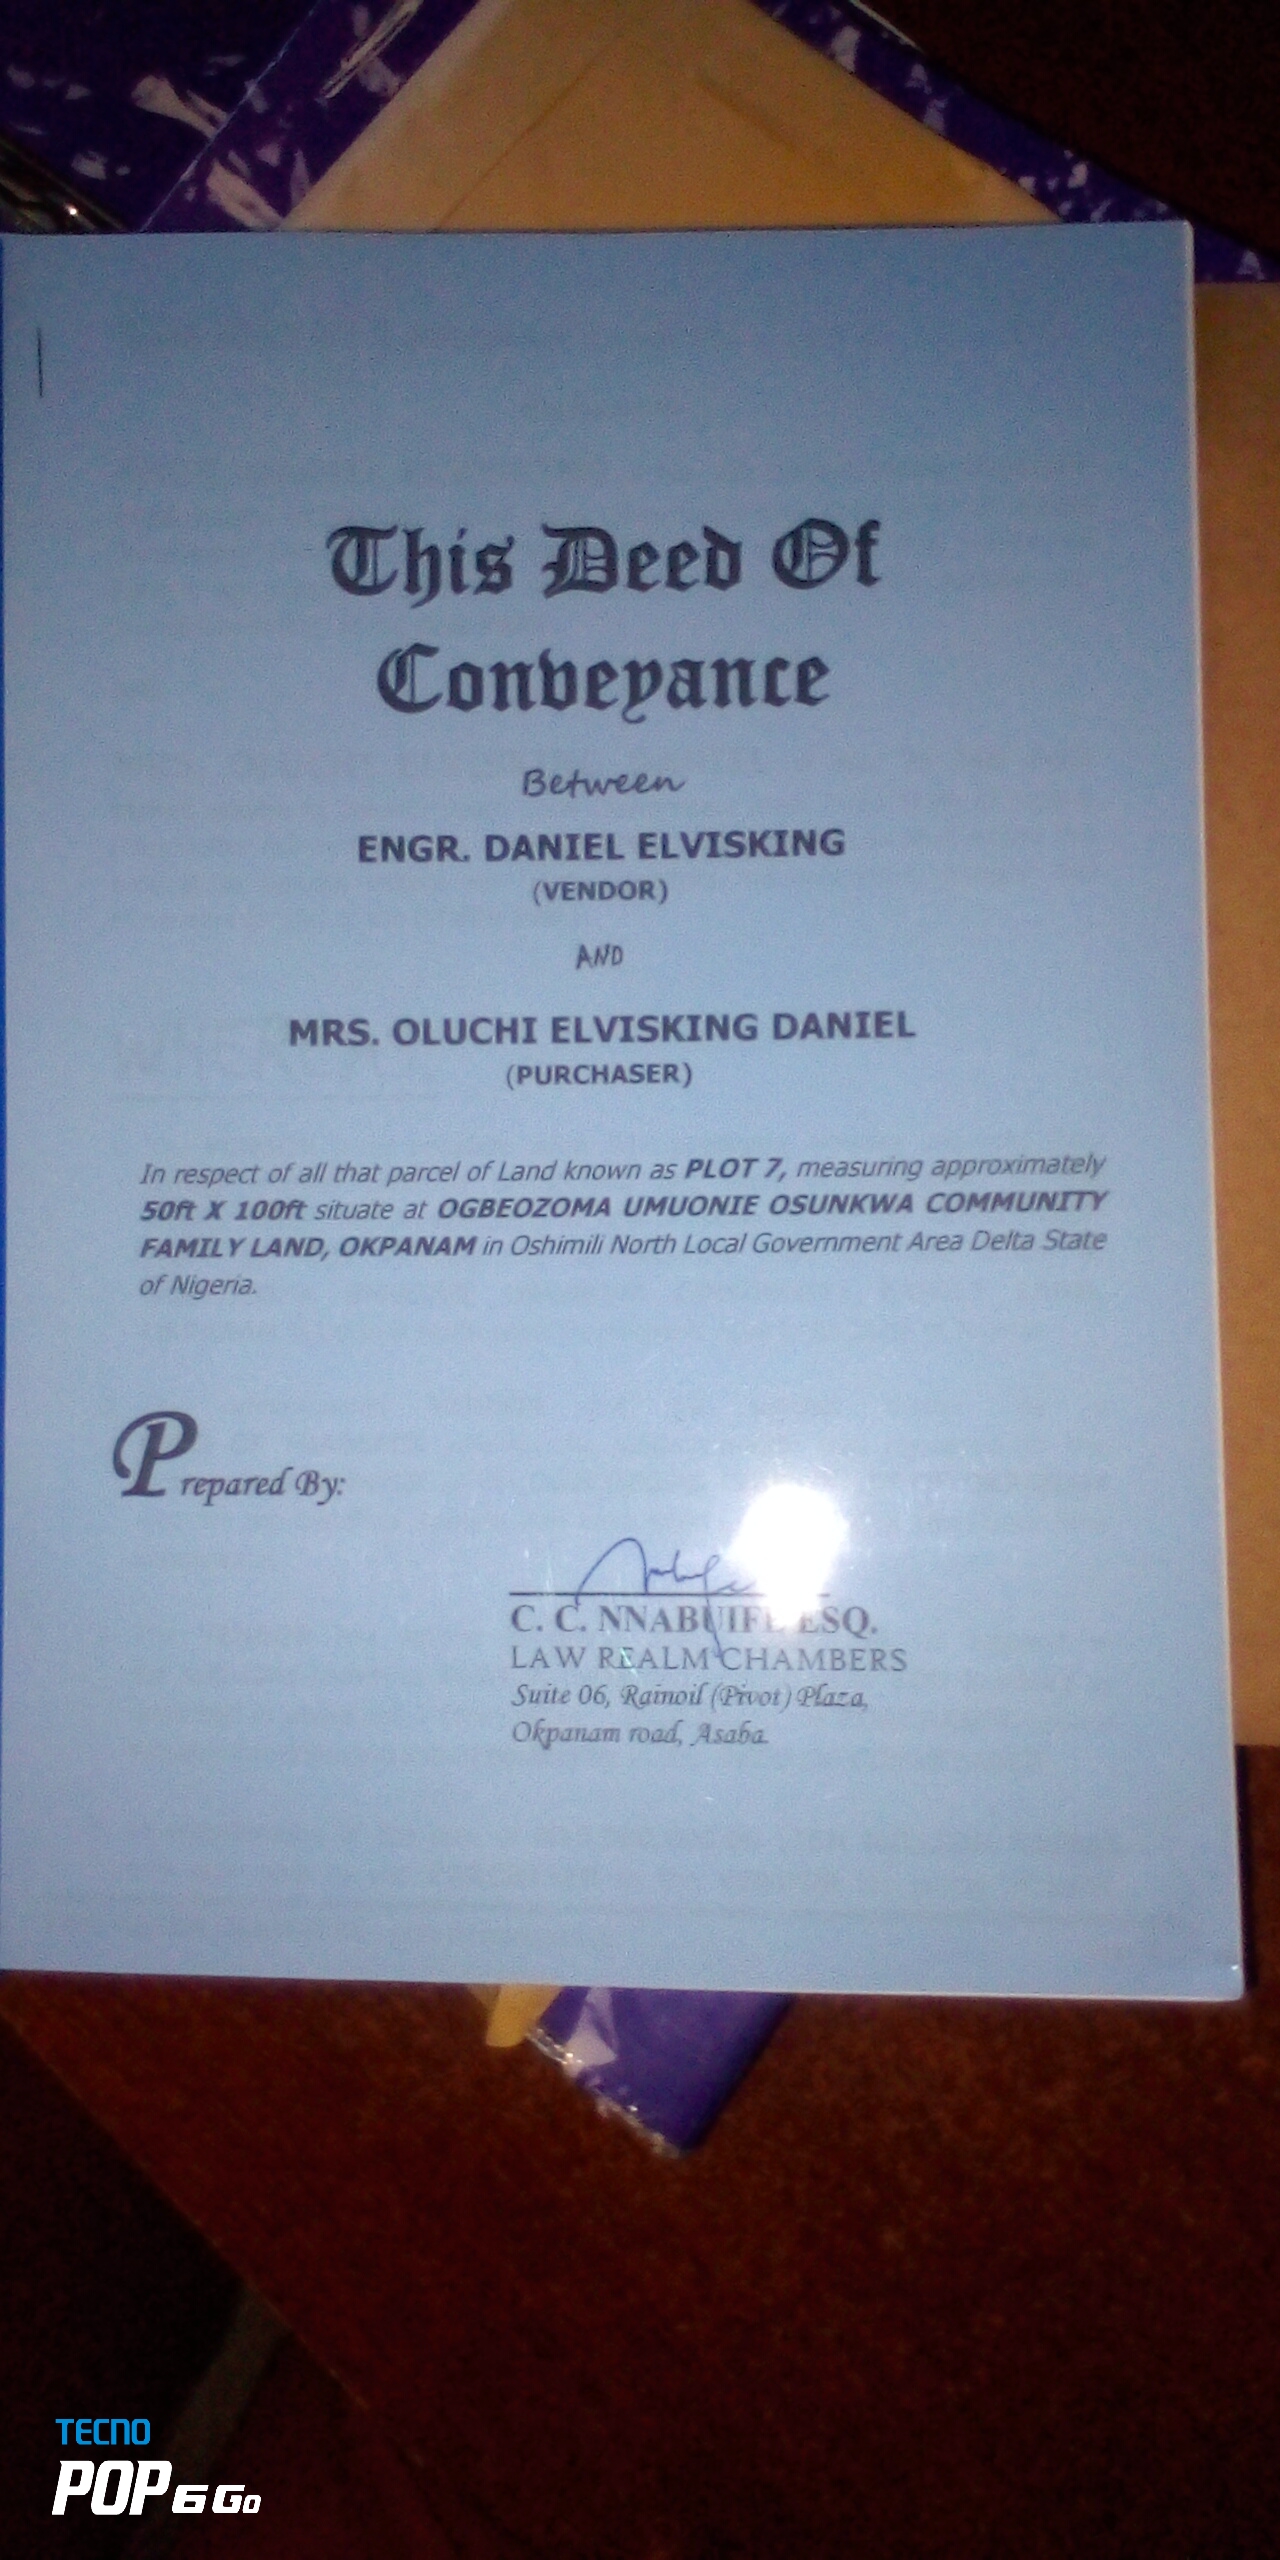 This Deed Of
Conveyance
Between
ENGR. DANIEL ELVISKING
(VENDOR)
AND
MRS. OLUCHI ELVISKING DANIEL
(PURCHASER)
In respect of all that parcel of Land known as PLOT 7, measuring approximately
50ft X 100ft situate at OGBEOZOMA UMUONIE OSUNKWA COMMUNITY
FAMILY LAND, OKPANAM in Oshimili North Local Government Area Delta State
of Nigeria.
Prepared By:
C. C. NNABUIFE ESQ.
LAW REALM CHAMBERS
Suite 06, Rainoil (Pivot) Plaza,
Okpanam road, Asaba.
TECNO
POP 6 Go